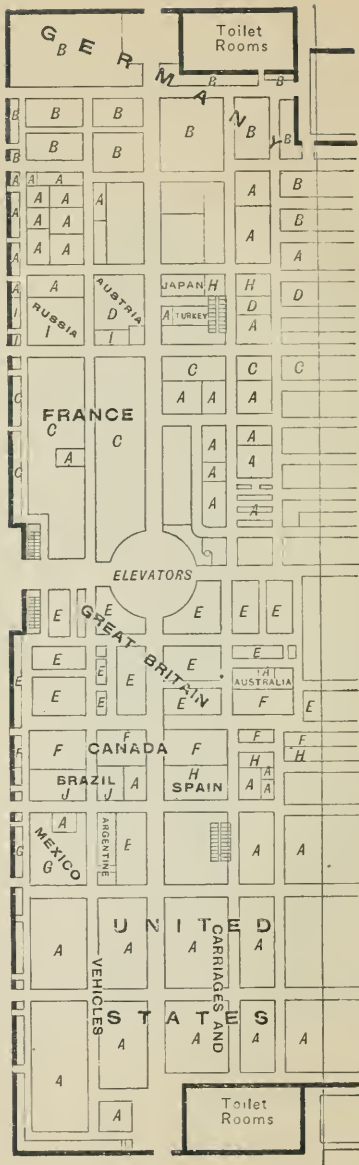 Toilet
Rooms
GERMANY
B
B B
B B B B B B
B B B
A A A A A B
A A A A B
A A A A A
A A AUSTRIA JAPAN H H D
I RUSSIA D A TURKEY D
I I I A
C C C
C FRANCE A A A
C C A
A A A
C A A
A A
ELEVATORS
E E E E E E
GREAT BRITAIN
E E E E
E A
AUSTRALIA
E E E E F E
F F F
F F CANADA F H
BRAZIL H H A
J J A SPAIN A A
MEXICO A ARGENTINE
G G E A A
UNITED
A A A A A
VEHICLES
CARRIAGES AND
STATES
A A A A A
A
Toilet
Rooms